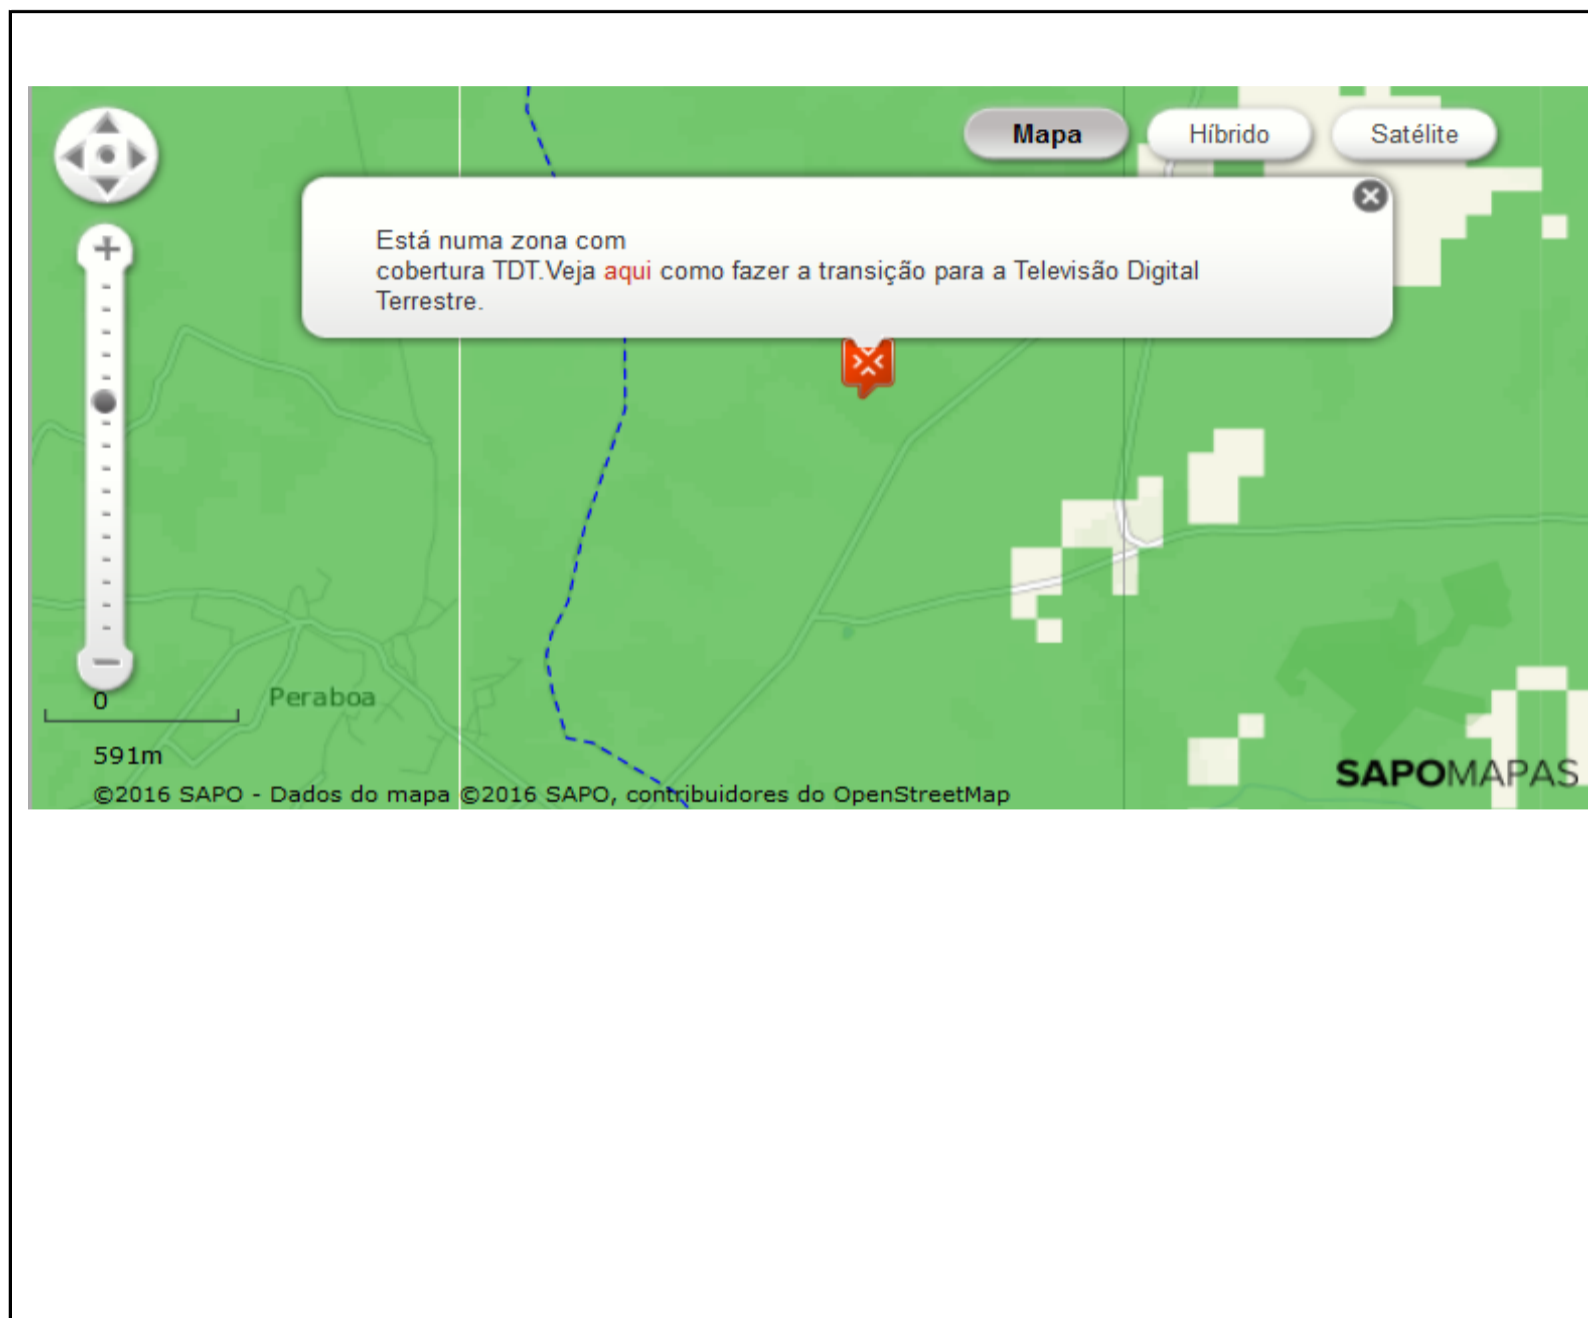 Mapa
Híbrido
Satélite
Está numa zona com
cobertura TDT.Veja aqui como fazer a transição para a Televisão Digital
Terrestre.
Peraboa
0
591m
SAPOMAPAS
©2016 SAPO - Dados do mapa ©2016 SAPO, contribuidores do OpenStreetMap